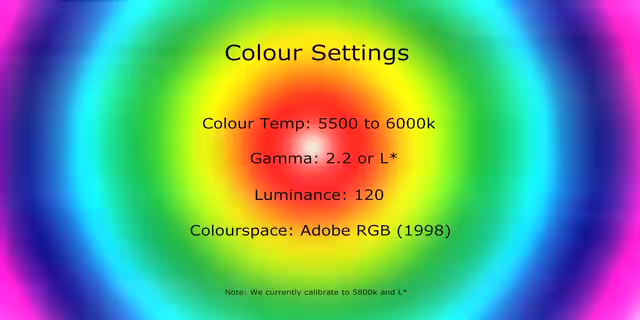 Colour Settings
Colour Temp: 5500 to 6000k
Gamma: 2.2 or L*
Luminance: 120
Colourspace: Adobe RGB (1998)
Note: We currently calibrate to 5800k and L*